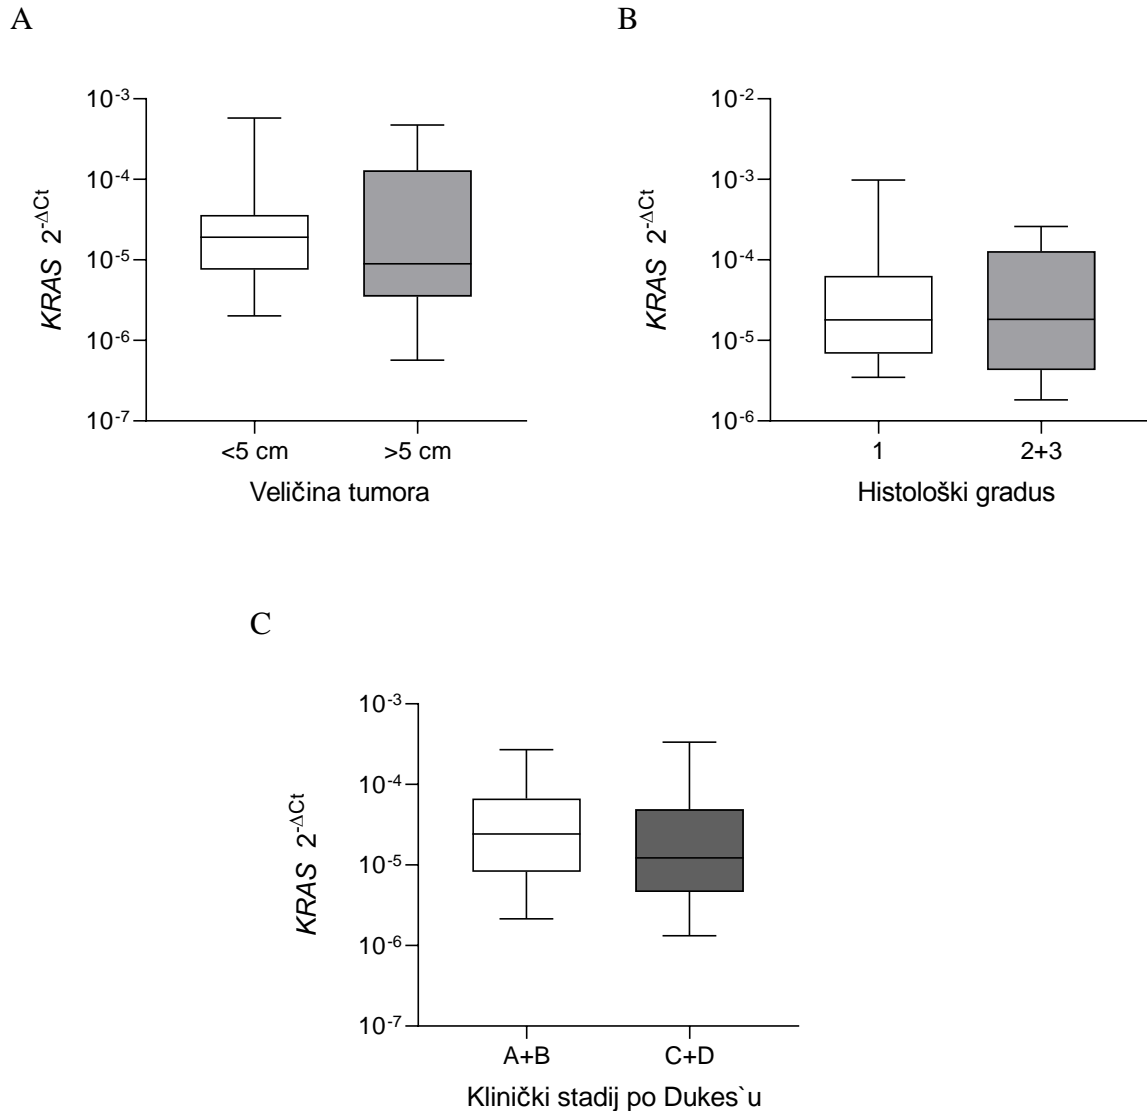 A
B
10-3
10-4
10-5
10-6
10-7
KRAS 2-ΔCt
<5 cm
>5 cm
Veličina tumora
10-2
10-3
10-4
10-5
10-6
KRAS 2-ΔCt
1
2+3
Histološki gradus
C
10-3
10-4
10-5
10-6
10-7
KRAS 2-ΔCt
A+B
C+D
Klinički stadij po Dukes`u